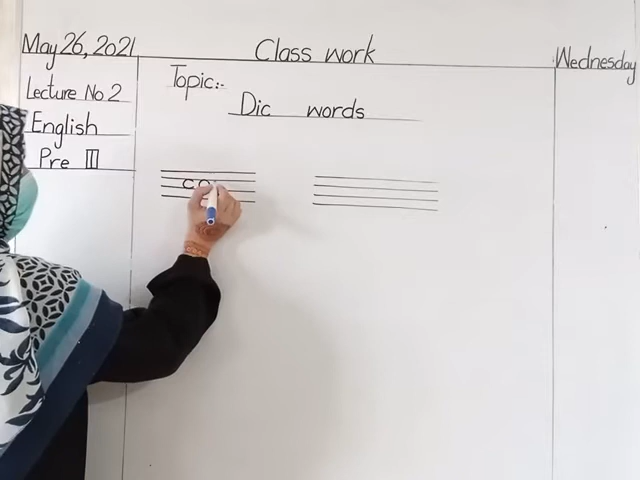 May 26, 2021 Class work Wednesday
Lecture No 2
English
Pre III
Topic:-
Dic words